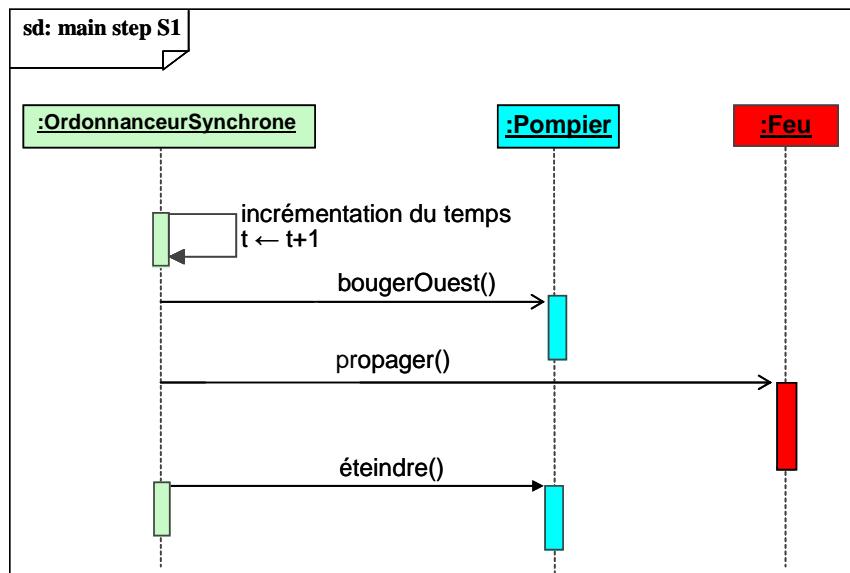 sd: main step S1
:OrdonnanceurSynchrone
:Pompier
:Feu
incrémentation du temps
t ← t+1
bougerOuest()
propager()
éteindre()